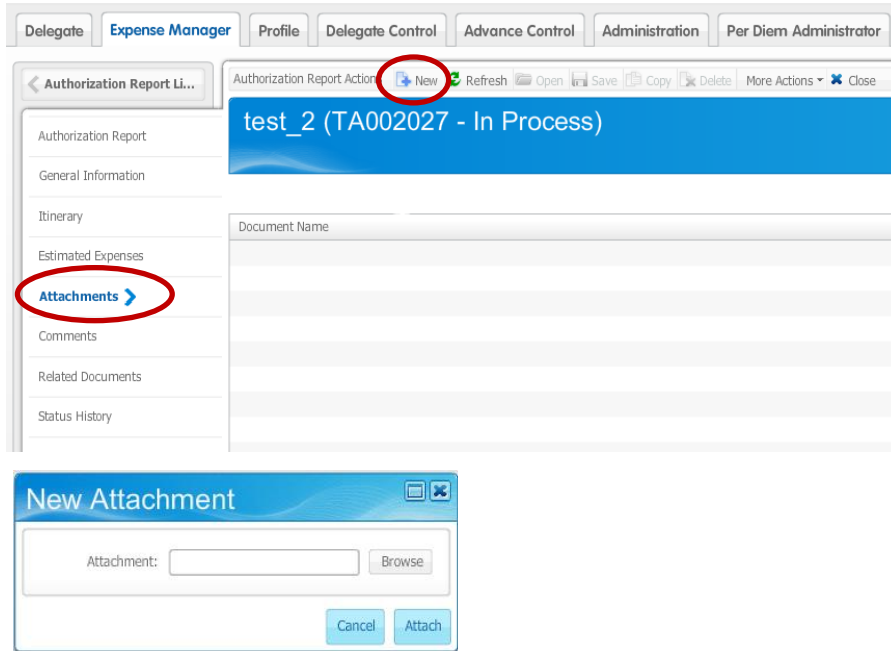 Delegate Expense Manager Profile Delegate Control Advance Control Administration Per Diem Administrator
Authorization Report Li...
Authorization Report Action New Refresh Open Save Copy Delete More Actions Close
test_2 (TA002027 - In Process)
Authorization Report
General Information
Itinerary
Document Name
Estimated Expenses
Attachments
Comments
Related Documents
Status History
New Attachment
Attachment: Browse
Cancel Attach